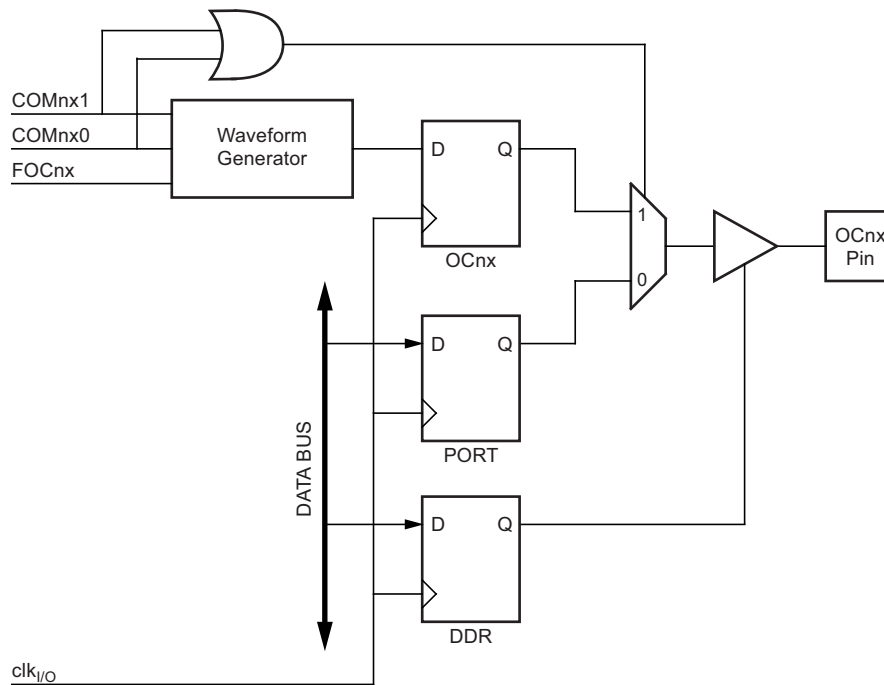 COMnx1
COMnx0
FOCnx
Waveform
Generator
D
Q
OCnx
1
0
OCnx
Pin
D
Q
PORT
DATA BUS
D
Q
DDR
clkI/O